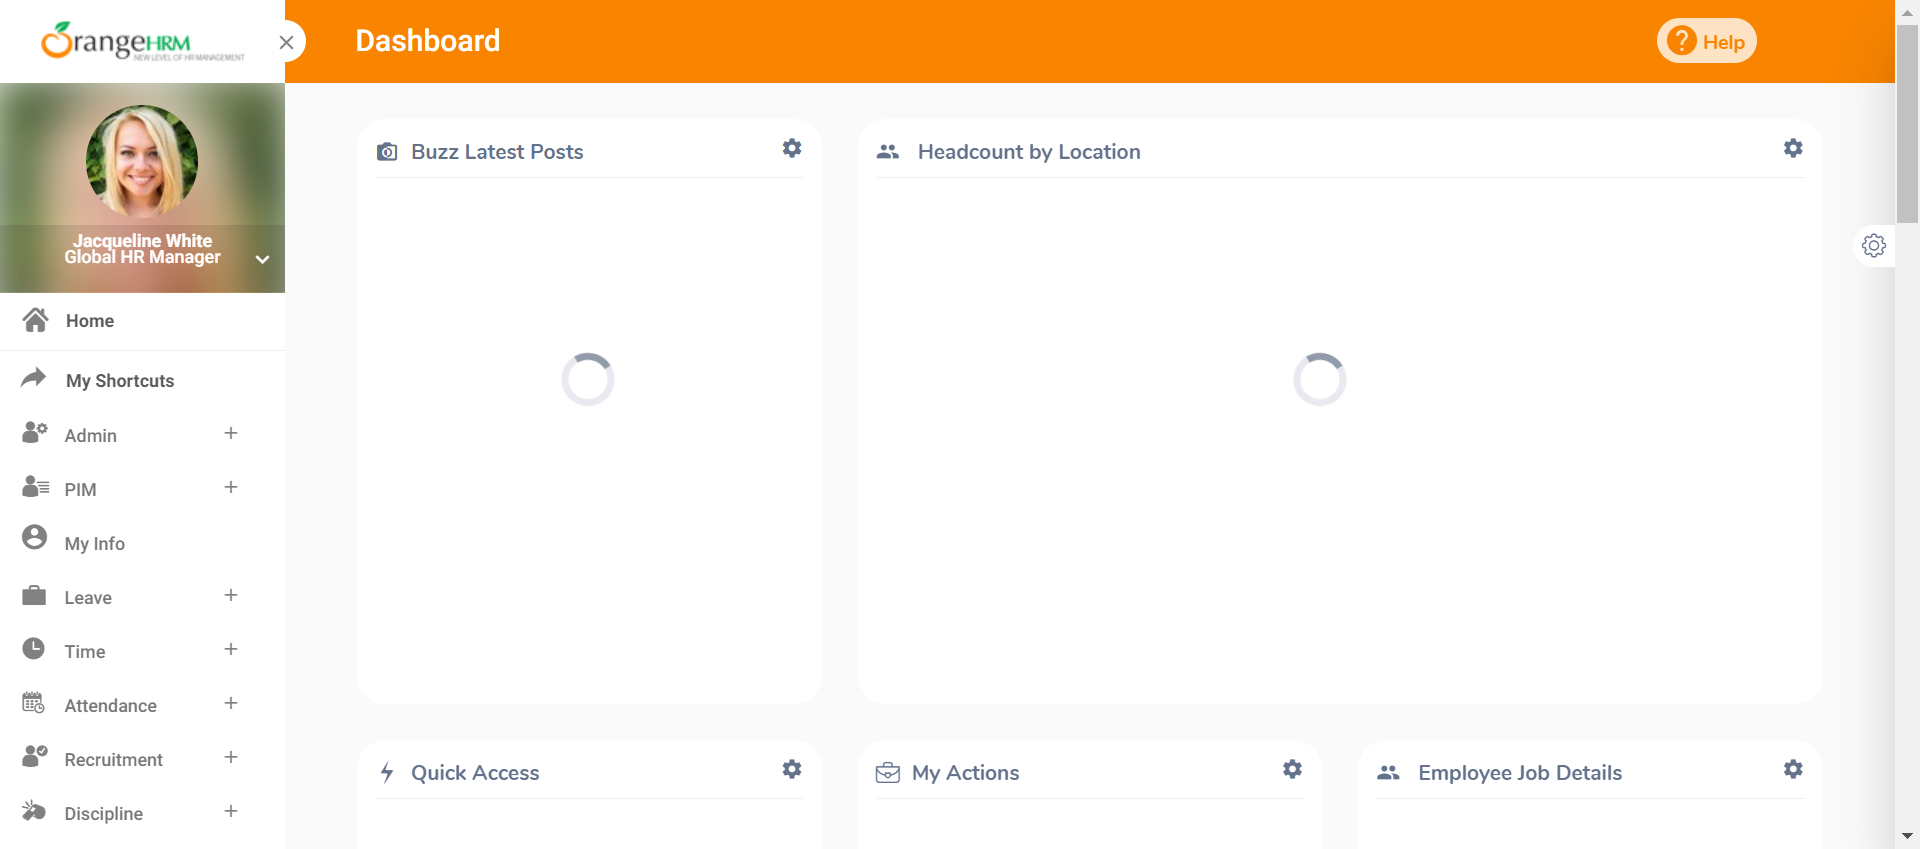 OrangeHRM
NEW LEVEL OF HR MANAGEMENT
Dashboard
Help
Jacqueline White
Global HR Manager
Home
My Shortcuts
Admin
PIM
My Info
Leave
Time
Attendance
Recruitment
Discipline
Buzz Latest Posts
Headcount by Location
Quick Access
My Actions
Employee Job Details